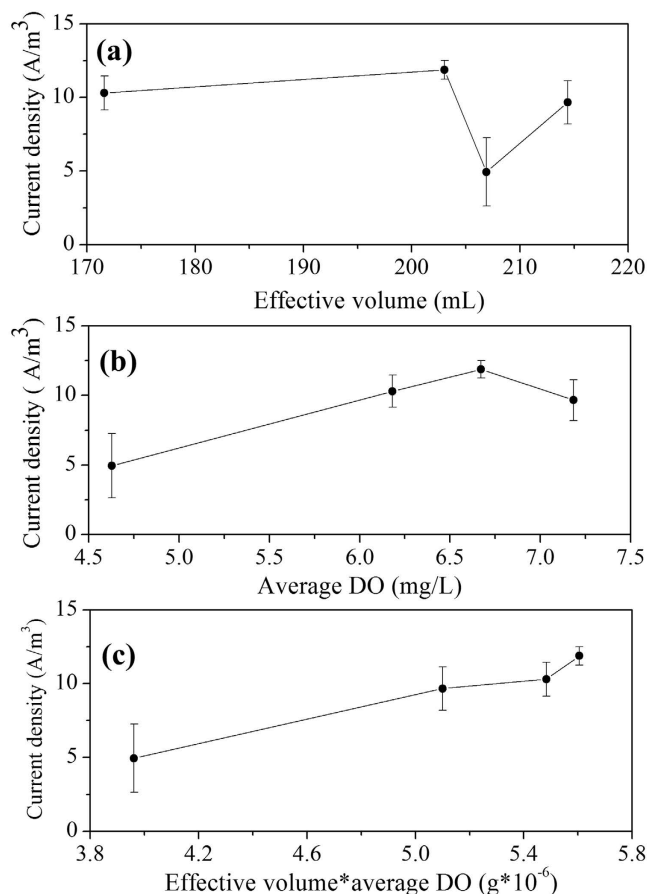 (a)
Current density (A/m³)
15
10
5
0
170 180 190 200 210 220
Effective volume (mL)
(b)
Current density ( A/m³)
15
10
5
0
4.5 5.0 5.5 6.0 6.5 7.0 7.5
Average DO (mg/L)
(c)
Current density (A/m³)
15
10
5
0
3.8 4.2 4.6 5.0 5.4 5.8
Effective volume*average DO (g*10⁻⁶)